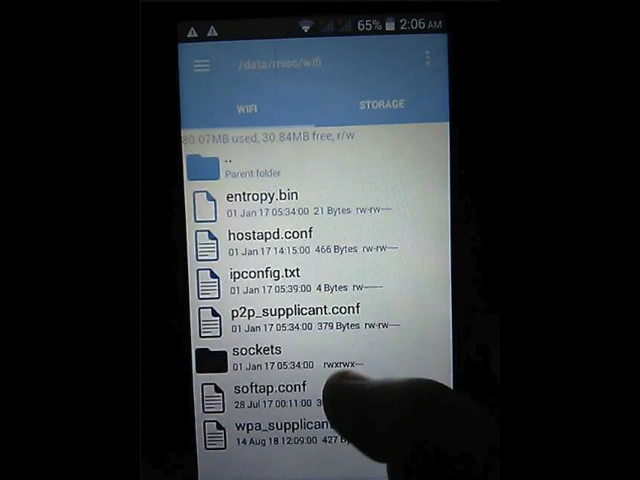 65% 2:06 AM
/data/misc/wifi
WIFI STORAGE
80.07MB used, 30.84MB free, r/w
..
Parent folder
entropy.bin
01 Jan 17 05:34:00 21 Bytes rw-rw----
hostapd.conf
01 Jan 17 14:15:00 466 Bytes rw-rw----
ipconfig.txt
01 Jan 17 05:39:00 4 Bytes rw-------
p2p_supplicant.conf
01 Jan 17 05:34:00 379 Bytes rw-rw----
sockets
01 Jan 17 05:34:00 rwxrwx---
softap.conf
28 Jul 17 00:11:00
wpa_supplicant
14 Aug 18 12:09:00 427